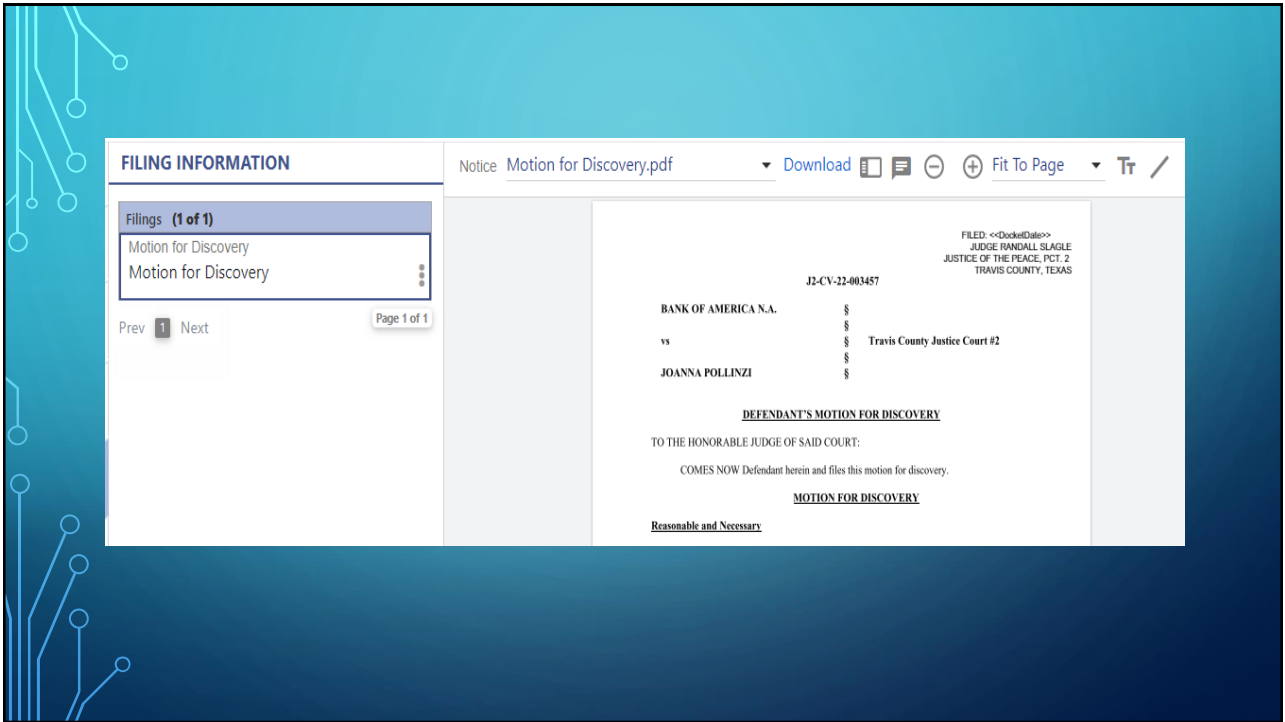 FILING INFORMATION
Filings (1 of 1)
Motion for Discovery
Motion for Discovery
Prev 1 Next
Page 1 of 1
Notice Motion for Discovery.pdf Download Fit To Page TT
FILED: <<DocketDate>>
JUDGE RANDALL SLAGLE
JUSTICE OF THE PEACE, PCT. 2
TRAVIS COUNTY, TEXAS
J2-CV-22-003457
BANK OF AMERICA N.A. §
§
vs § Travis County Justice Court #2
§
JOANNA POLLINZI §
DEFENDANT'S MOTION FOR DISCOVERY
TO THE HONORABLE JUDGE OF SAID COURT:
COMES NOW Defendant herein and files this motion for discovery.
MOTION FOR DISCOVERY
Reasonable and Necessary